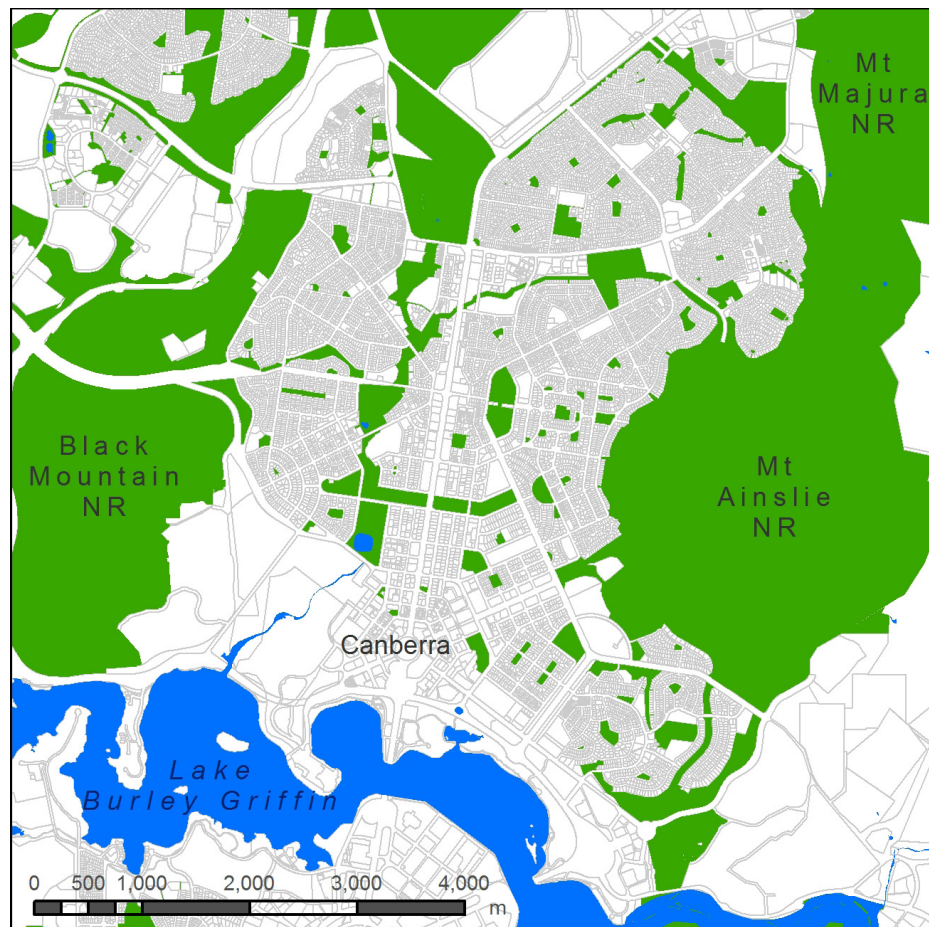 Mt
Majura
NR
Black
Mountain
NR
Mt
Ainslie
NR
Canberra
Lake
Burley Griffin
0 500 1,000 2,000 3,000 4,000
m